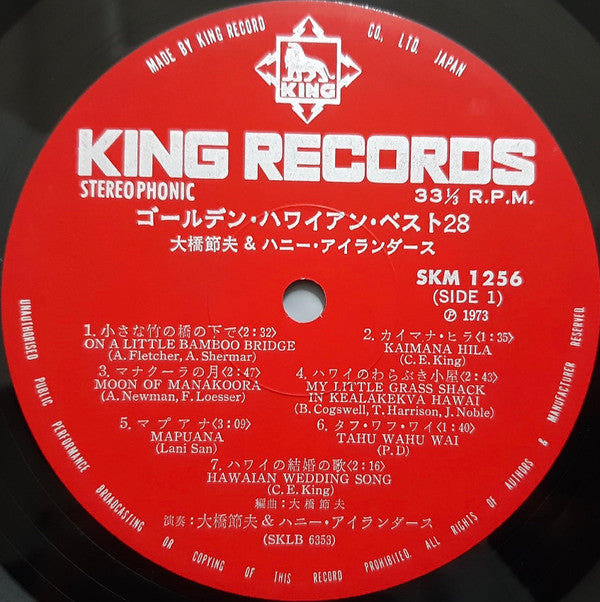 MADE BY KING RECORD CO., LTD. JAPAN
KING
KING RECORDS
STEREOPHONIC
33⅓ R.P.M.
ゴールデン・ハワイアン・ベスト28
大橋節夫 & ハニー・アイランダース
SKM 1256
(SIDE 1)
Ⓟ 1973
1. 小さな竹の橋の下で〈2:32〉
ON A LITTLE BAMBOO BRIDGE
(A. Fletcher, A. Shermar)
2. カイマナ・ヒラ〈1:35〉
KAIMANA HILA
(C. E. King)
3. マナクーラの月〈2:47〉
MOON OF MANAKOORA
(A. Newman, F. Loesser)
4. ハワイのわらぶき小屋〈2:43〉
MY LITTLE GRASS SHACK
IN KEALAKEKVA HAWAI
(B. Cogswell, T. Harrison, J. Noble)
5. マプアナ〈3:09〉
MAPUANA
(Lani San)
6. タフ・ワフ・ワイ〈1:40〉
TAHU WAHU WAI
(P. D)
7. ハワイの結婚の歌〈2:16〉
HAWAIAN WEDDING SONG
(C. E. King)
編曲：大橋節夫
演奏：大橋節夫 & ハニー・アイランダース
(SKLB 6353)
UNAUTHORISED PUBLIC PERFORMANCE BROADCASTING OR COPYING OF THIS RECORD PROHIBITED. ALL RIGHTS OF AUTHORS & MANUFACTURER RESERVED.